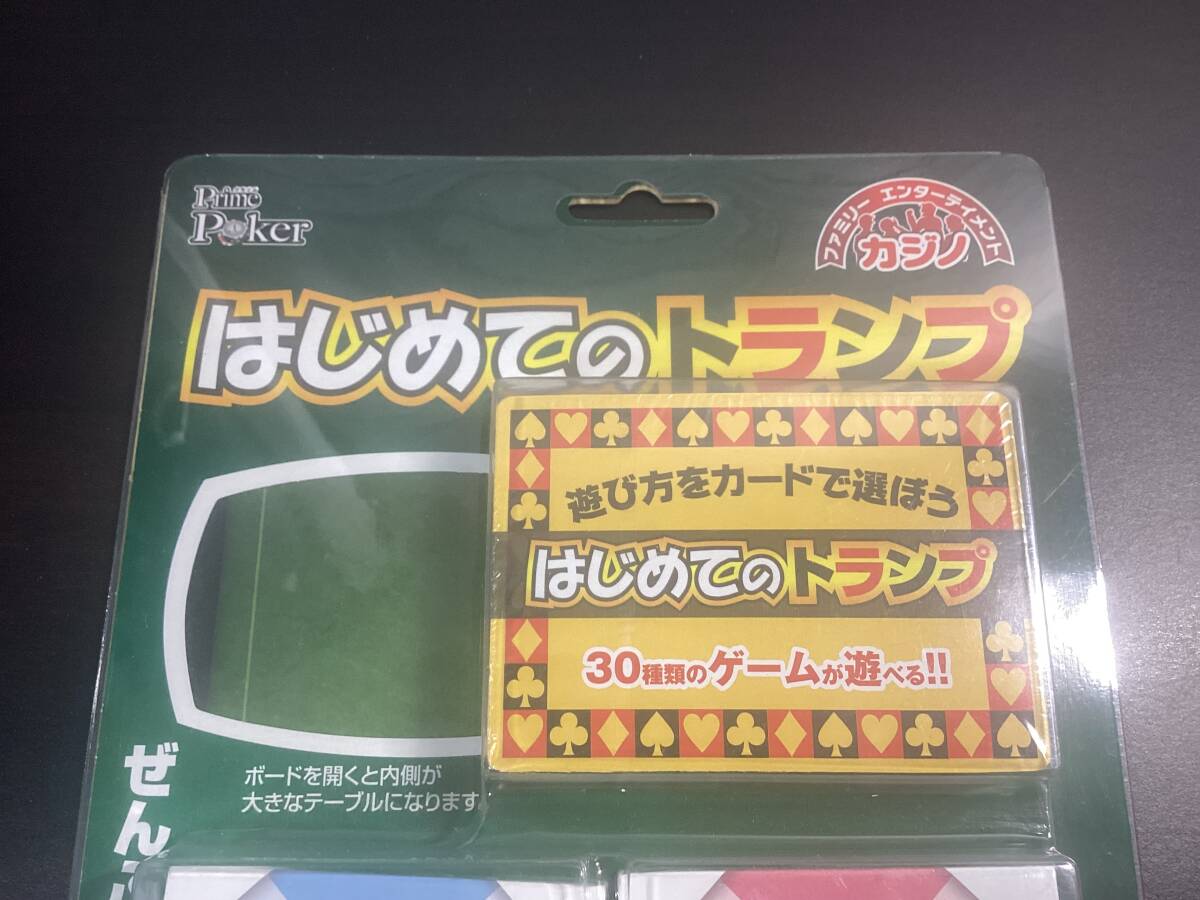 Prime
Poker
ファミリー エンターテイメント
カジノ
はじめてのトランプ
遊び方をカードで選ぼう
はじめてのトランプ
30種類のゲームが遊べる!!
ボードを開くと内側が
大きなテーブルになります。
ぜん